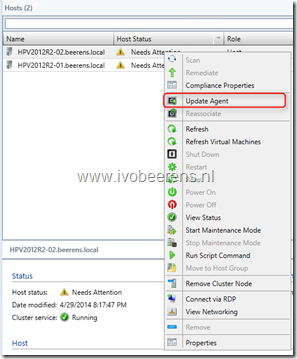 Hosts (2)
Name Host Status Role
HPV2012R2-02.beerens.local Needs Attention Host
HPV2012R2-01.beerens.local Needs Attention
Scan
Remediate
Compliance Properties
Update Agent
Reassociate
Refresh
Refresh Virtual Machines
Shut Down
Restart
Power On
Power Off
View Status
Start Maintenance Mode
Stop Maintenance Mode
Run Script Command
Move to Host Group
Remove Cluster Node
Connect via RDP
View Networking
Remove
Properties
www.ivobeerens.nl
HPV2012R2-02.beerens.local
Status
Host status: Needs Attention
Date modified: 4/29/2014 8:17:47 PM
Cluster service: Running
Host